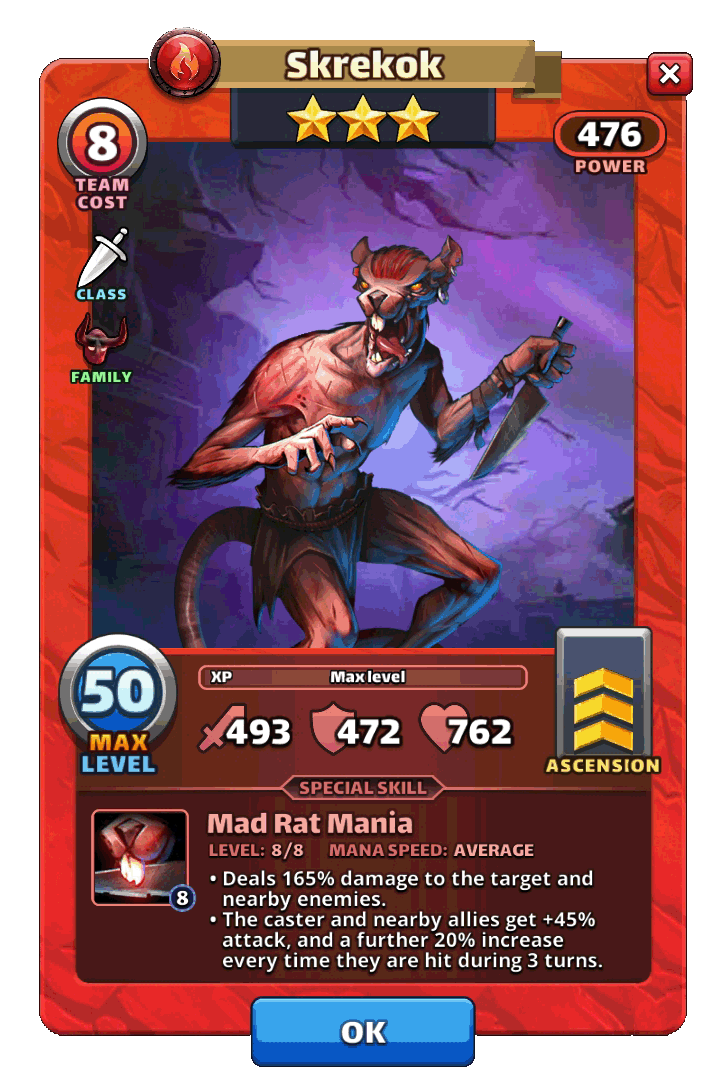 Skrekok
8
TEAM
COST
476
POWER
CLASS
FAMILY
50
MAX
LEVEL
XP Max level
493 472 762
ASCENSION
SPECIAL SKILL
Mad Rat Mania
LEVEL: 8/8 MANA SPEED: AVERAGE
8
• Deals 165% damage to the target and
nearby enemies.
• The caster and nearby allies get +45%
attack, and a further 20% increase
every time they are hit during 3 turns.
OK